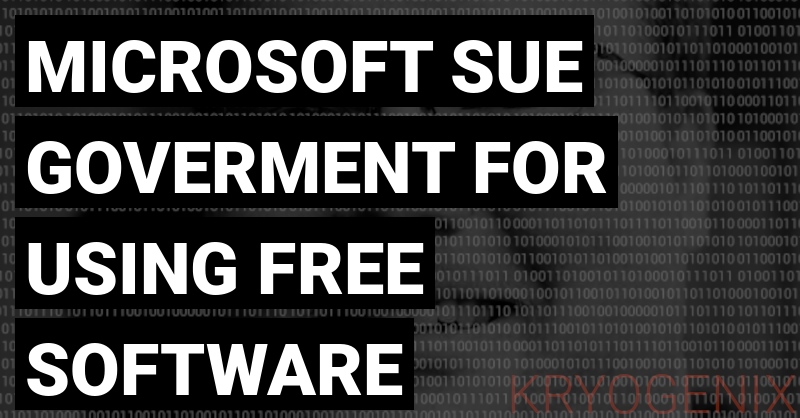 MICROSOFT SUE
GOVERMENT FOR
USING FREE
SOFTWARE
KRYOGENIX